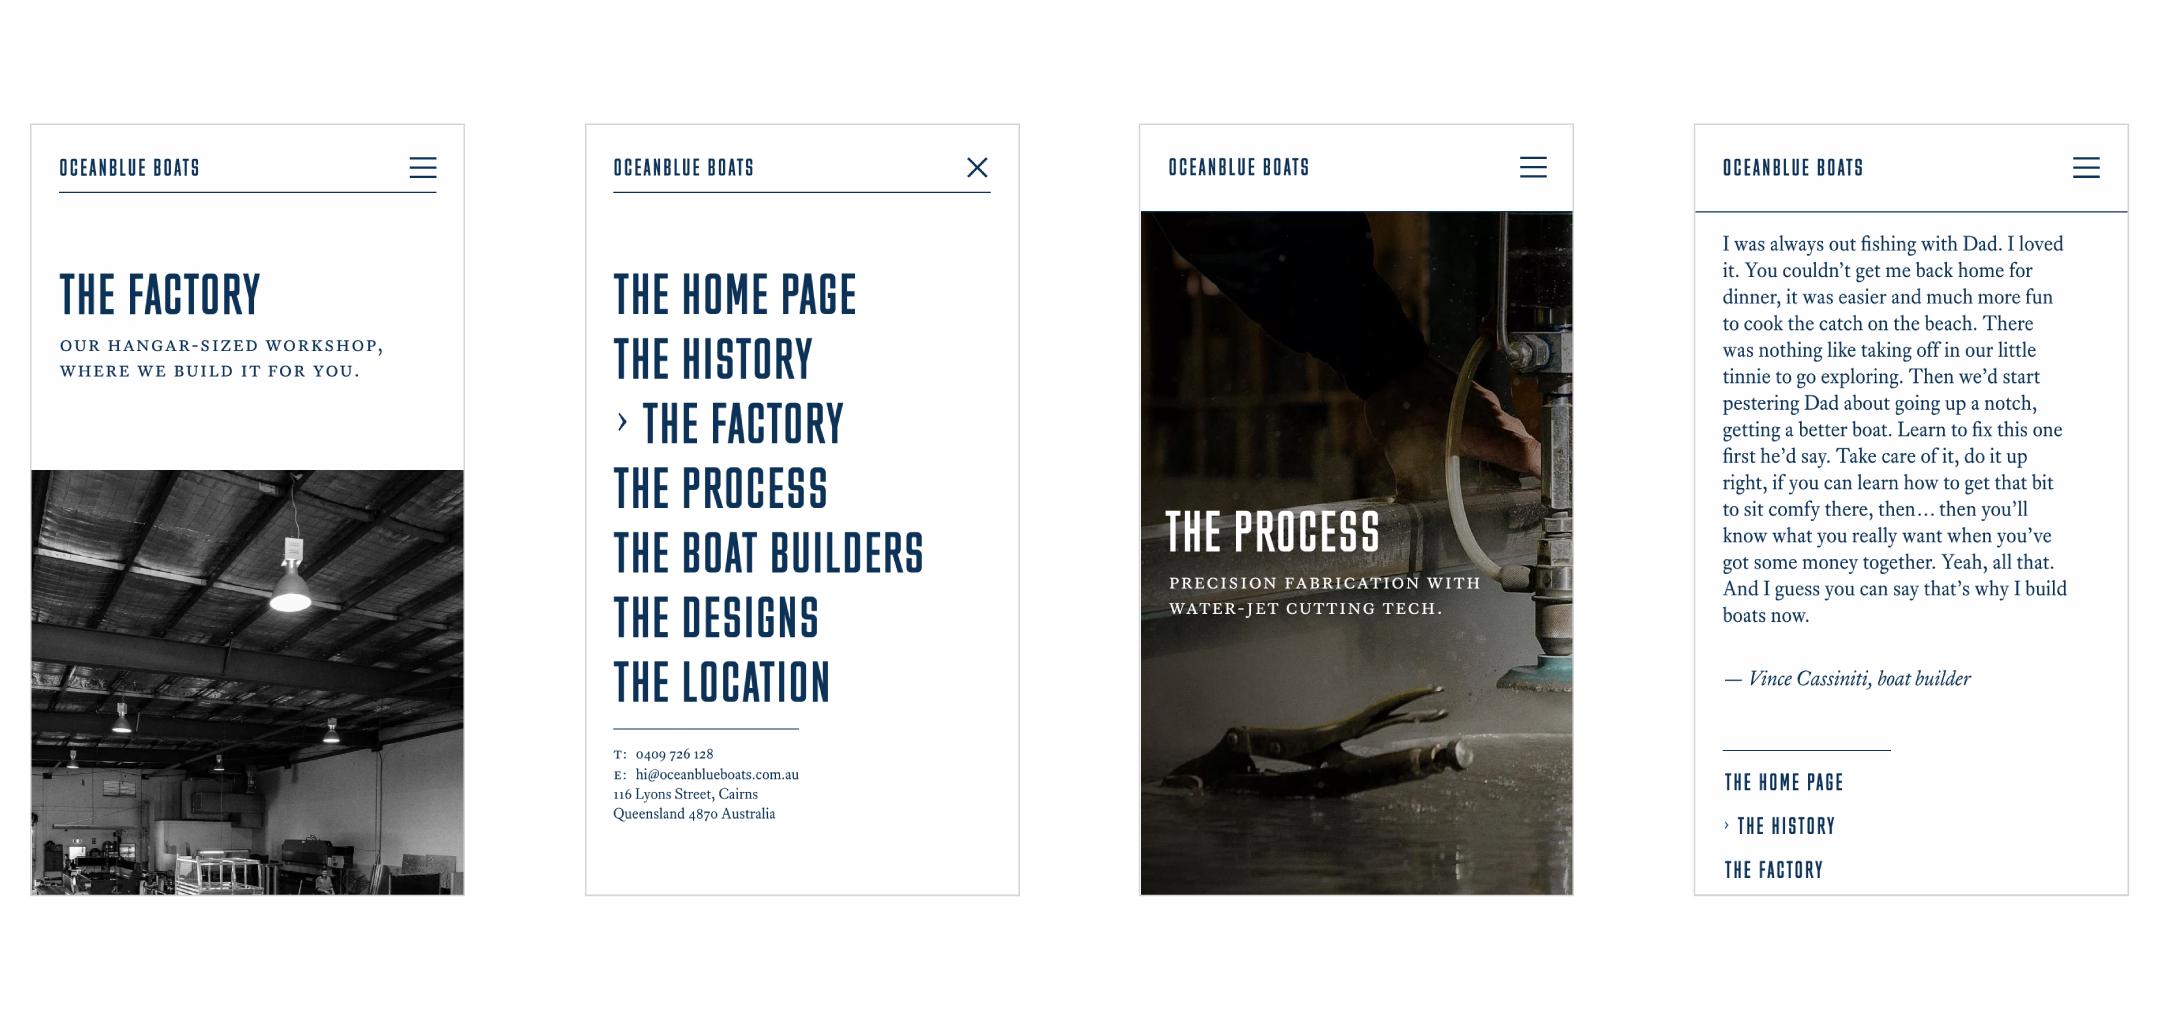 OCEANBLUE BOATS
THE FACTORY
OUR HANGAR-SIZED WORKSHOP,
WHERE WE BUILD IT FOR YOU.
OCEANBLUE BOATS
THE HOME PAGE
THE HISTORY
› THE FACTORY
THE PROCESS
THE BOAT BUILDERS
THE DESIGNS
THE LOCATION
T: 0409 726 128
E: hi@oceanblueboats.com.au
116 Lyons Street, Cairns
Queensland 4870 Australia
OCEANBLUE BOATS
THE PROCESS
PRECISION FABRICATION WITH
WATER-JET CUTTING TECH.
OCEANBLUE BOATS
I was always out fishing with Dad. I loved
it. You couldn’t get me back home for
dinner, it was easier and much more fun
to cook the catch on the beach. There
was nothing like taking off in our little
tinnie to go exploring. Then we’d start
pestering Dad about going up a notch,
getting a better boat. Learn to fix this one
first he’d say. Take care of it, do it up
right, if you can learn how to get that bit
to sit comfy there, then… then you’ll
know what you really want when you’ve
got some money together. Yeah, all that.
And I guess you can say that’s why I build
boats now.
— Vince Cassiniti, boat builder
THE HOME PAGE
› THE HISTORY
THE FACTORY